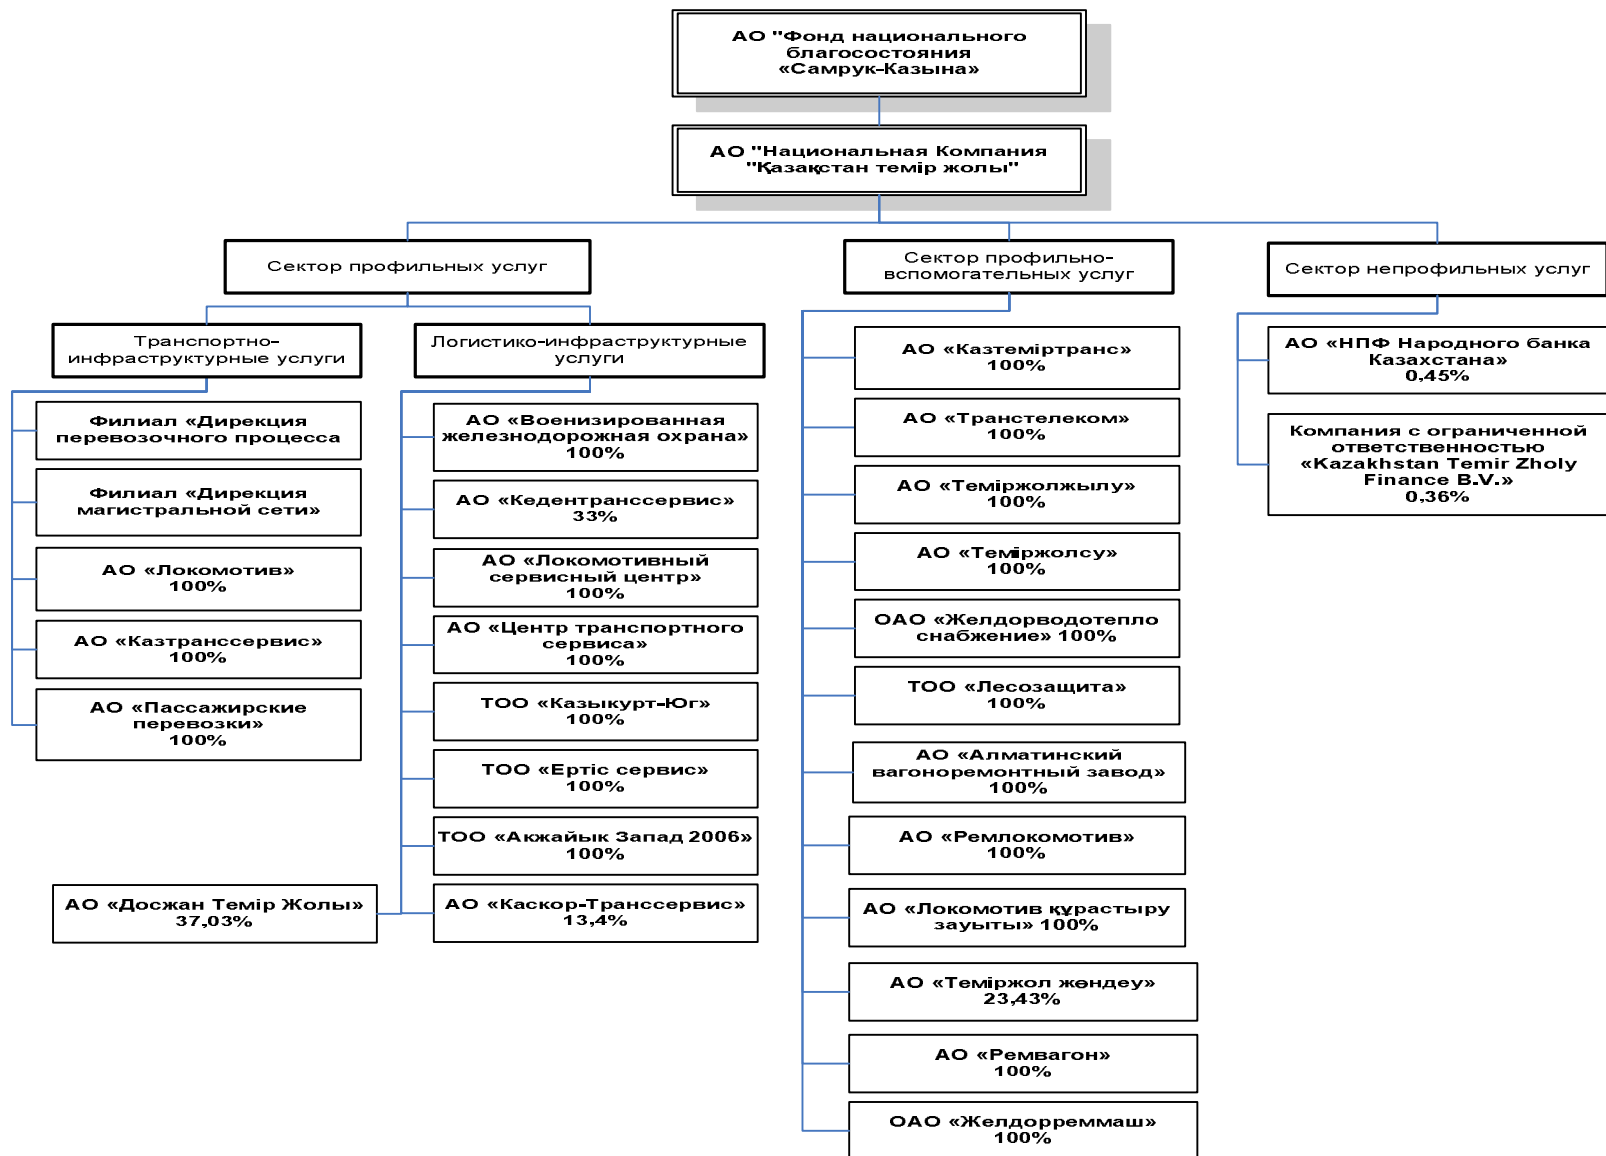 АО "Фонд национального
благосостояния
«Самрук-Казына»
АО "Национальная Компания
"Қазақстан темір жолы"
Сектор профильных услуг
Сектор профильно-
вспомогательных услуг
Сектор непрофильных услуг
Транспортно-
инфраструктурные услуги
Логистико-инфраструктурные
услуги
Филиал «Дирекция
перевозочного процесса
Филиал «Дирекция
магистральной сети»
АО «Локомотив»
100%
АО «Казтранссервис»
100%
АО «Пассажирские
перевозки»
100%
АО «Досжан Темір Жолы»
37,03%
АО «Военизированная
железнодорожная охрана»
100%
АО «Кедентранссервис»
33%
АО «Локомотивный
сервисный центр»
100%
АО «Центр транспортного
сервиса»
100%
ТОО «Казыкурт-Юг»
100%
ТОО «Ертіс сервис»
100%
ТОО «Акжайык Запад 2006»
100%
АО «Каскор-Транссервис»
13,4%
АО «Казтеміртранс»
100%
АО «Транстелеком»
100%
АО «Теміржолжылу»
100%
АО «Теміржолсу»
100%
ОАО «Желдорводотепло
снабжение» 100%
ТОО «Лесозащита»
100%
АО «Алматинский
вагоноремонтный завод»
100%
АО «Ремлокомотив»
100%
АО «Локомотив құрастыру
зауыты» 100%
АО «Теміржол жөндеу»
23,43%
АО «Ремвагон»
100%
ОАО «Желдорреммаш»
100%
АО «НПФ Народного банка
Казахстана»
0,45%
Компания с ограниченной
ответственностью
«Kazakhstan Temir Zholy
Finance B.V.»
0,36%